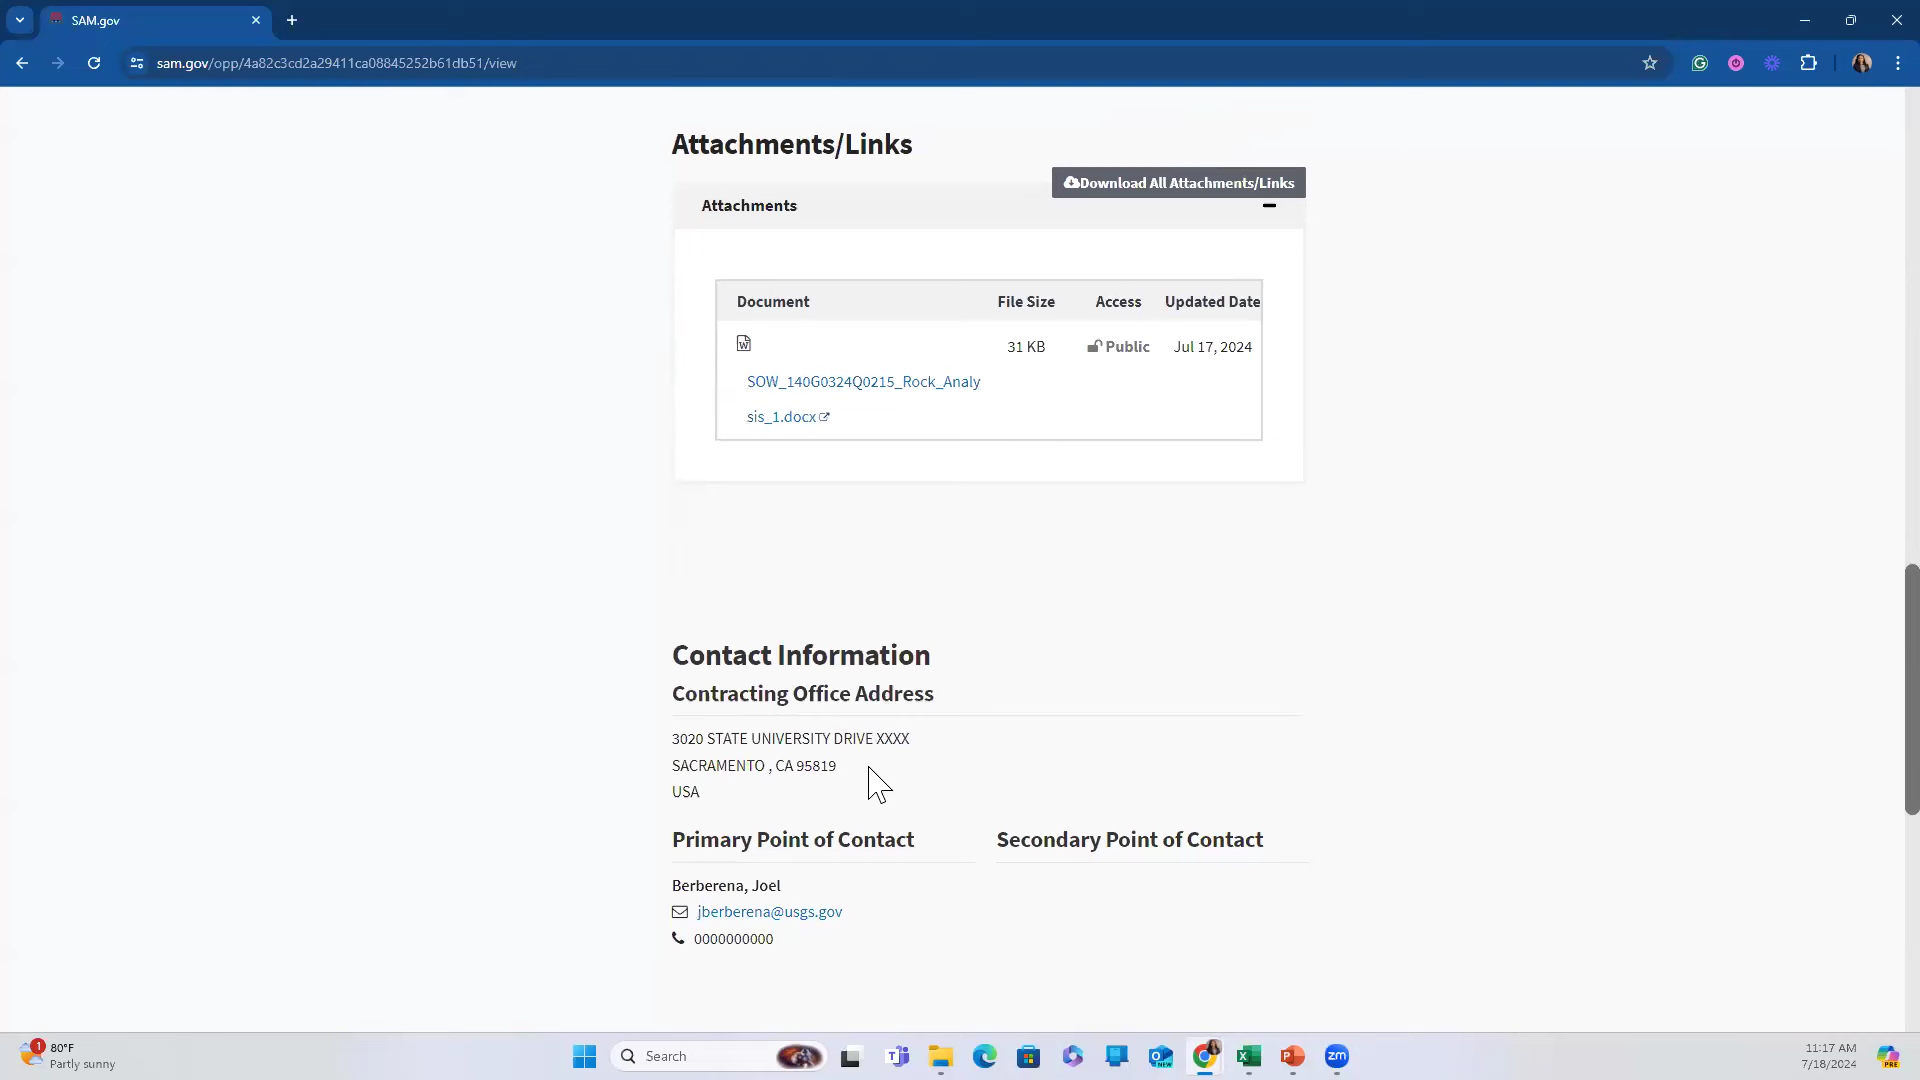 SAM.gov
sam.gov/opp/4a82c3cd2a29411ca08845252b61db51/view
Attachments/Links
Download All Attachments/Links
Attachments
Document File Size Access Updated Date
31 KB Public Jul 17, 2024
SOW_140G0324Q0215_Rock_Analy
sis_1.docx
Contact Information
Contracting Office Address
3020 STATE UNIVERSITY DRIVE XXXX
SACRAMENTO , CA 95819
USA
Primary Point of Contact Secondary Point of Contact
Berberena, Joel
jberberena@usgs.gov
0000000000
1
80°F
Partly sunny
Search
zm
11:17 AM
7/18/2024
PRE